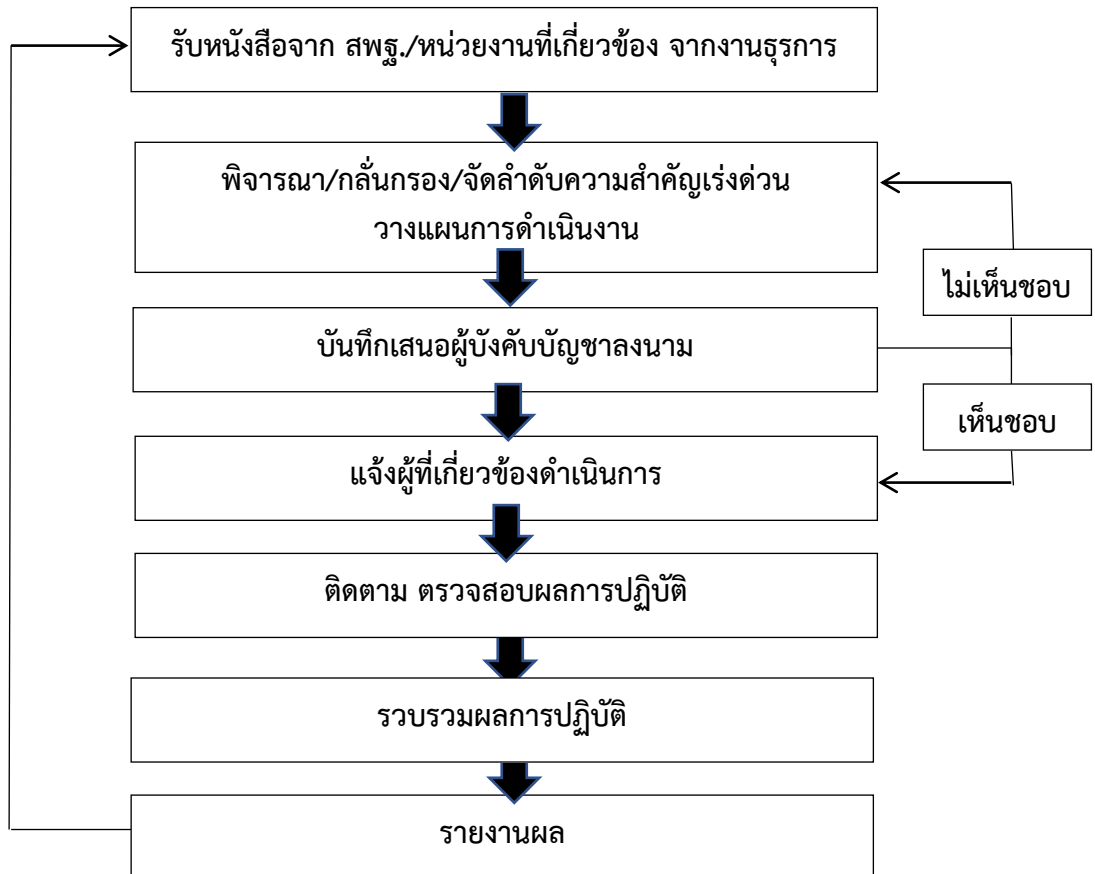 รับหนังสือจาก สพฐ./หน่วยงานที่เกี่ยวข้อง จากงานธุรการ
พิจารณา/กลั่นกรอง/จัดลำดับความสำคัญเร่งด่วน
วางแผนการดำเนินงาน
ไม่เห็นชอบ
บันทึกเสนอผู้บังคับบัญชาลงนาม
เห็นชอบ
แจ้งผู้ที่เกี่ยวข้องดำเนินการ
ติดตาม ตรวจสอบผลการปฏิบัติ
รวบรวมผลการปฏิบัติ
รายงานผล